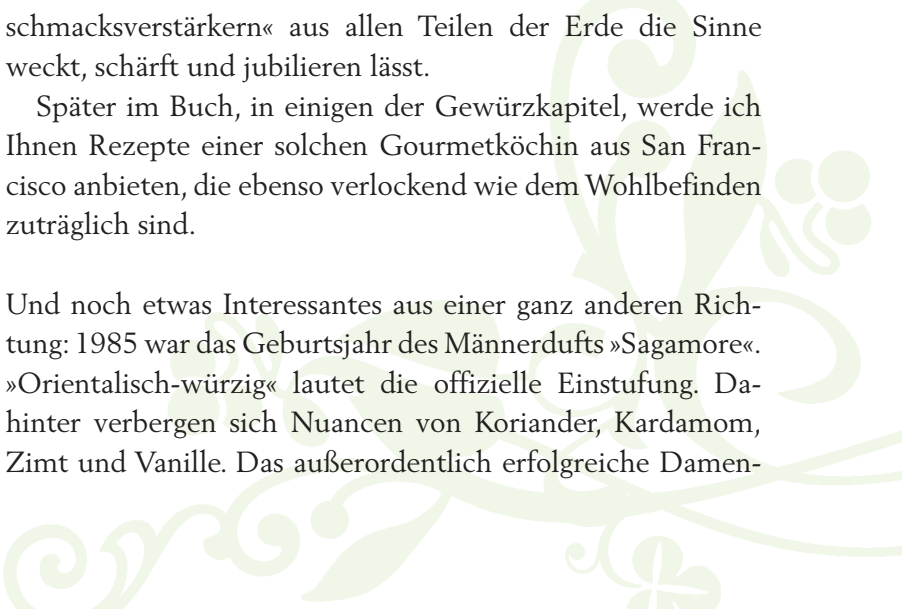 schmacksverstärkern« aus allen Teilen der Erde die Sinne
weckt, schärft und jubilieren lässt.
Später im Buch, in einigen der Gewürzkapitel, werde ich
Ihnen Rezepte einer solchen Gourmetköchin aus San Fran-
cisco anbieten, die ebenso verlockend wie dem Wohlbefinden
zuträglich sind.
Und noch etwas Interessantes aus einer ganz anderen Rich-
tung: 1985 war das Geburtsjahr des Männerdufts »Sagamore«.
»Orientalisch-würzig« lautet die offizielle Einstufung. Da-
hinter verbergen sich Nuancen von Koriander, Kardamom,
Zimt und Vanille. Das außerordentlich erfolgreiche Damen-